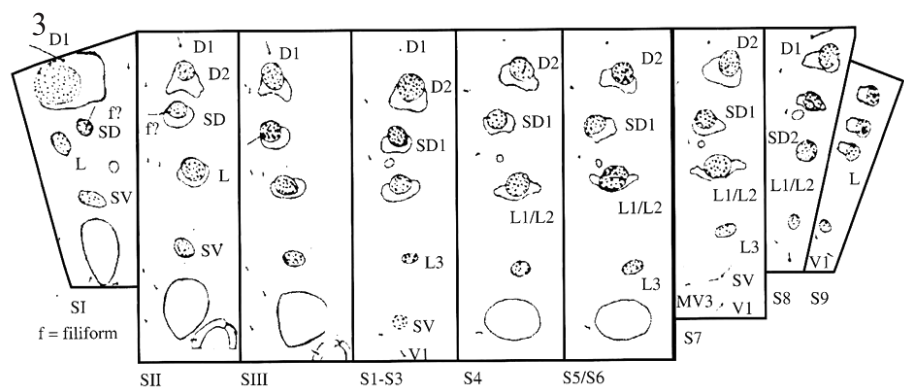 3
D1
f?
SD
L
SV
SI
f = filiform
D1
D2
f?
SD
L
SV
SII
D1
SIII
D1
D2
SD1
L3
SV
V1
S1-S3
D2
SD1
L1/L2
S4
D2
SD1
L1/L2
L3
S5/S6
D2
SD1
L1/L2
L3
SV
MV3
V1
S7
D1
SD2
L1/L2
S8
L
V1
S9